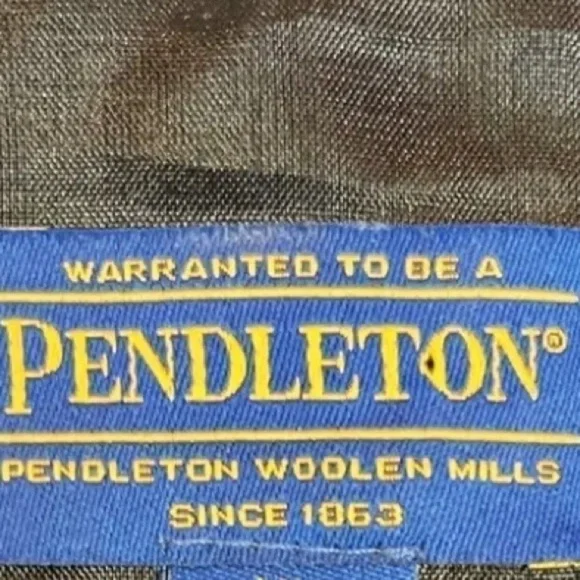 WARRANTED TO BE A
PENDLETON®
PENDLETON WOOLEN MILLS
SINCE 1863